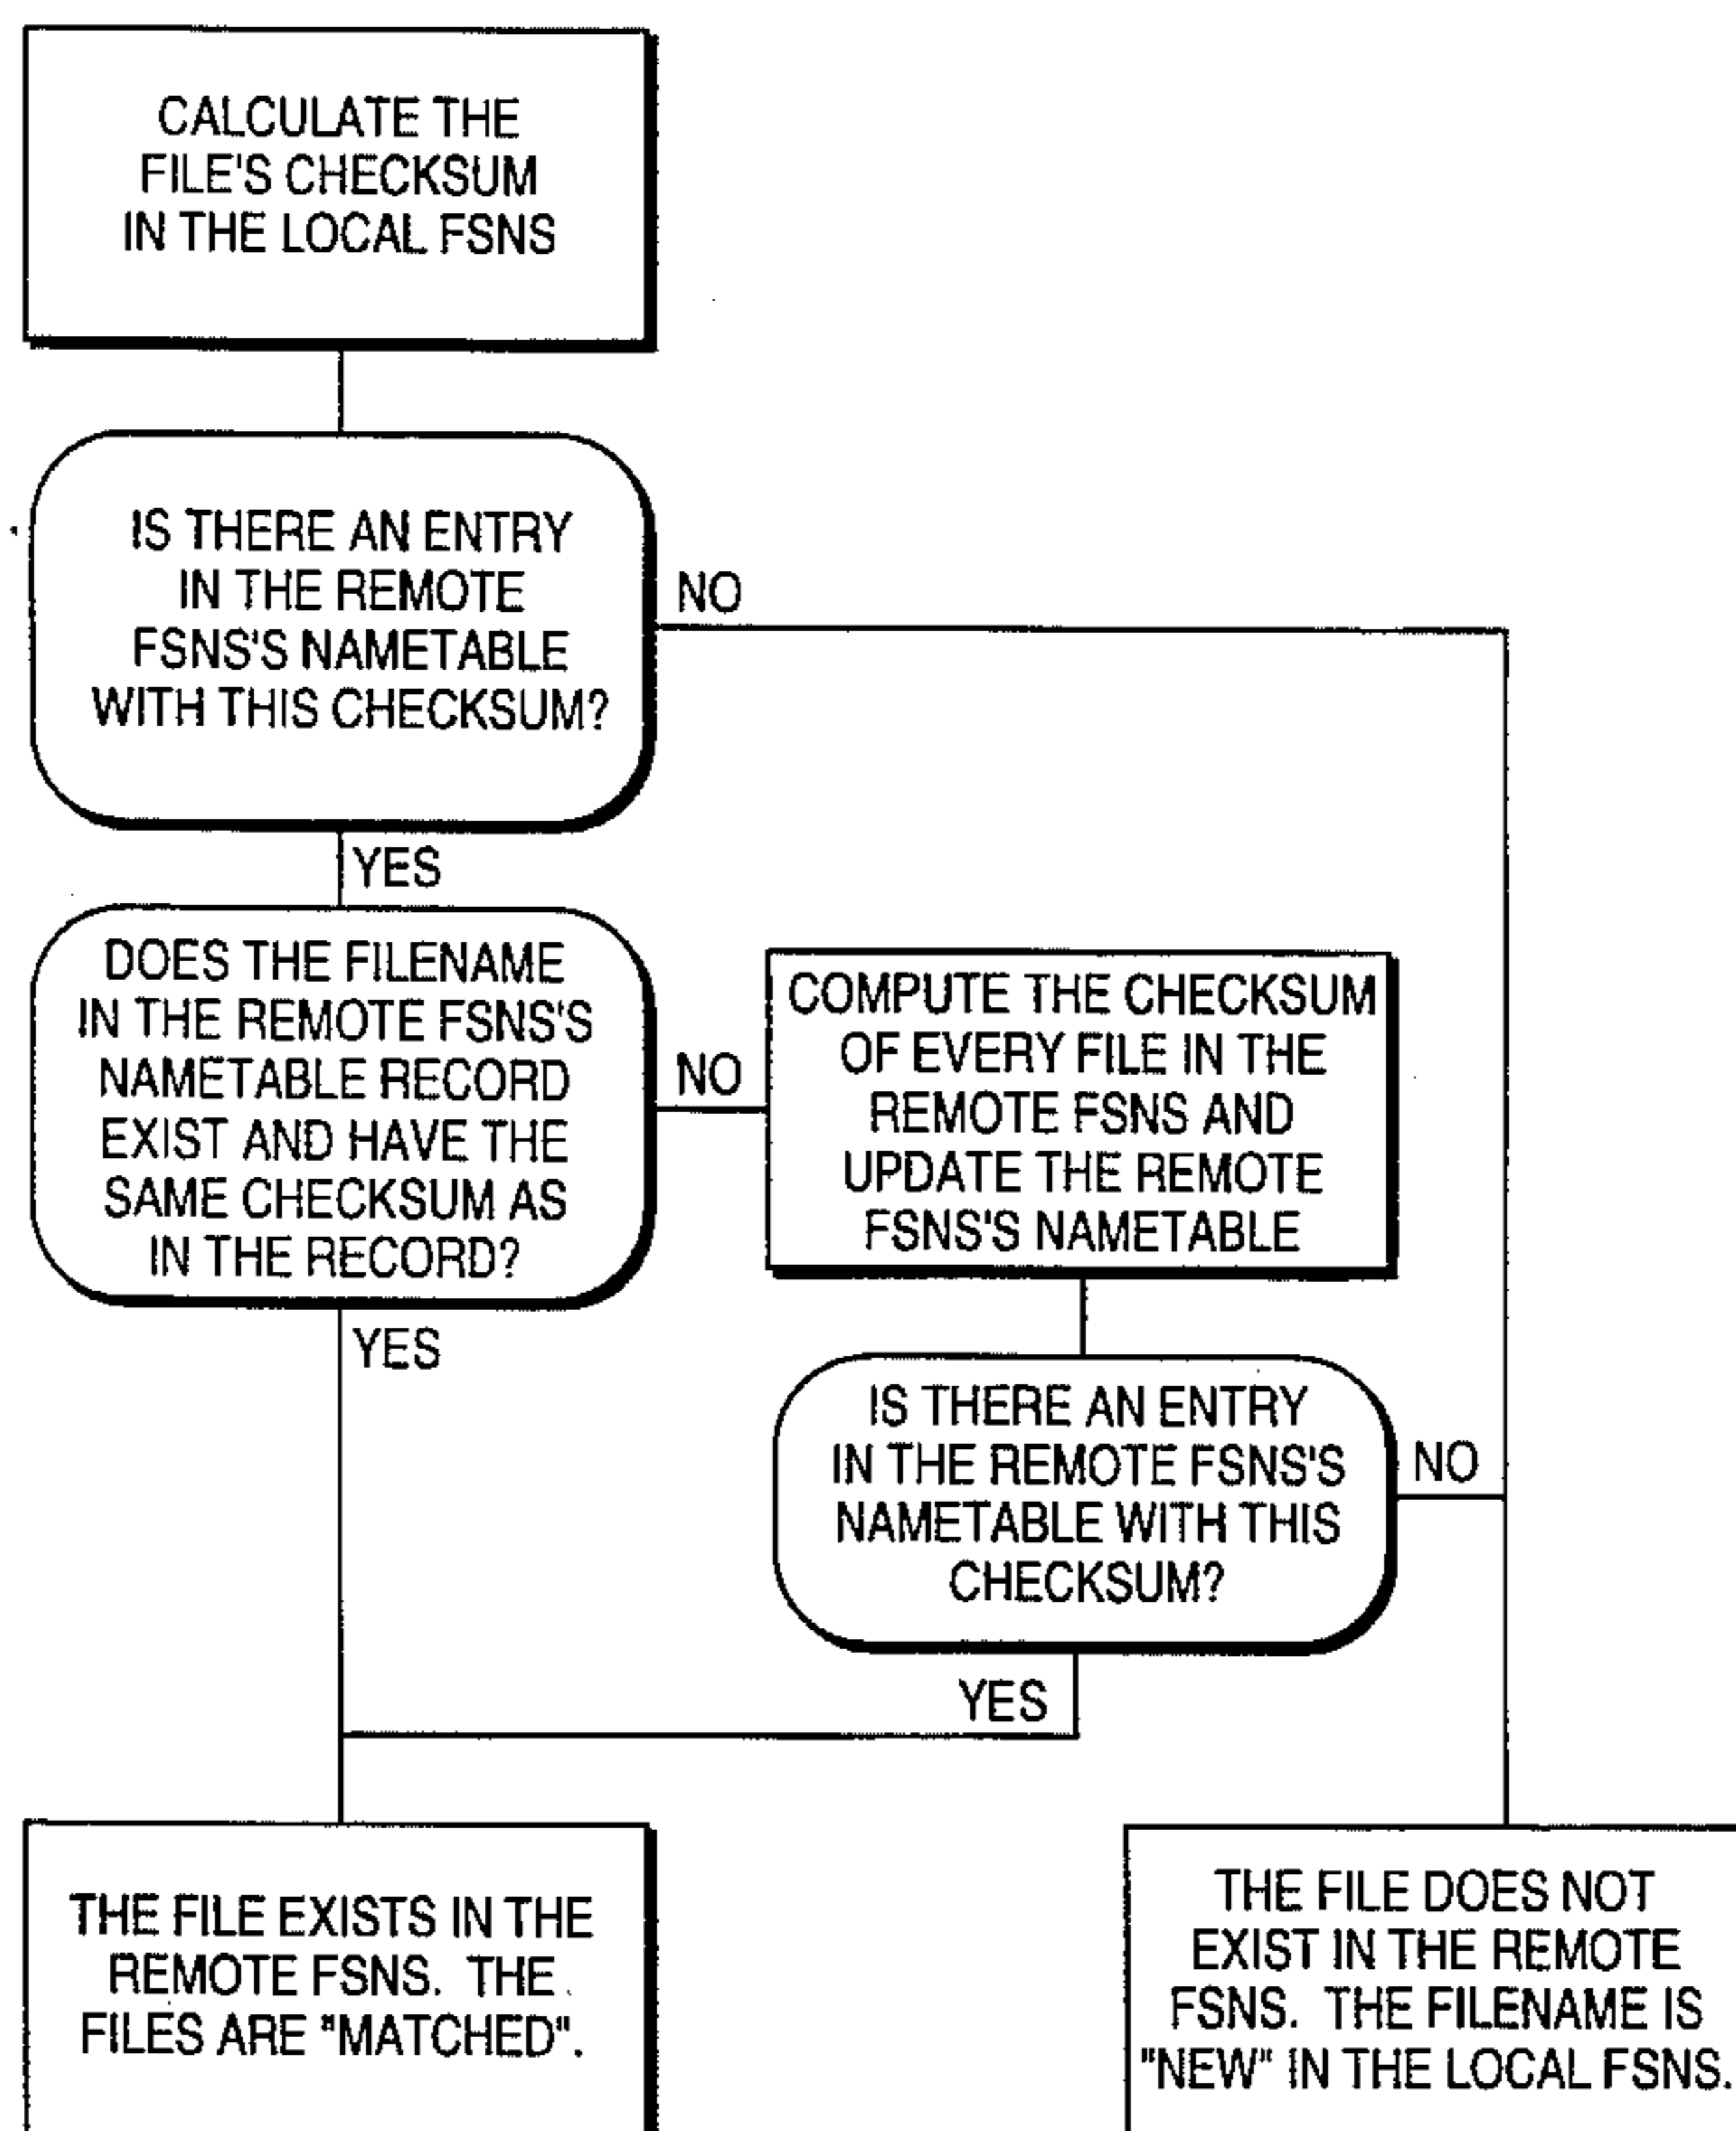 CALCULATE THE
FILE'S CHECKSUM
IN THE LOCAL FSNS
IS THERE AN ENTRY
IN THE REMOTE
FSNS'S NAMETABLE
WITH THIS CHECKSUM?
NO
YES
DOES THE FILENAME
IN THE REMOTE FSNS'S
NAMETABLE RECORD
EXIST AND HAVE THE
SAME CHECKSUM AS
IN THE RECORD?
NO
YES
COMPUTE THE CHECKSUM
OF EVERY FILE IN THE
REMOTE FSNS AND
UPDATE THE REMOTE
FSNS'S NAMETABLE
IS THERE AN ENTRY
IN THE REMOTE FSNS'S
NAMETABLE WITH THIS
CHECKSUM?
NO
YES
THE FILE EXISTS IN THE
REMOTE FSNS. THE
FILES ARE "MATCHED".
THE FILE DOES NOT
EXIST IN THE REMOTE
FSNS. THE FILENAME IS
"NEW" IN THE LOCAL FSNS.